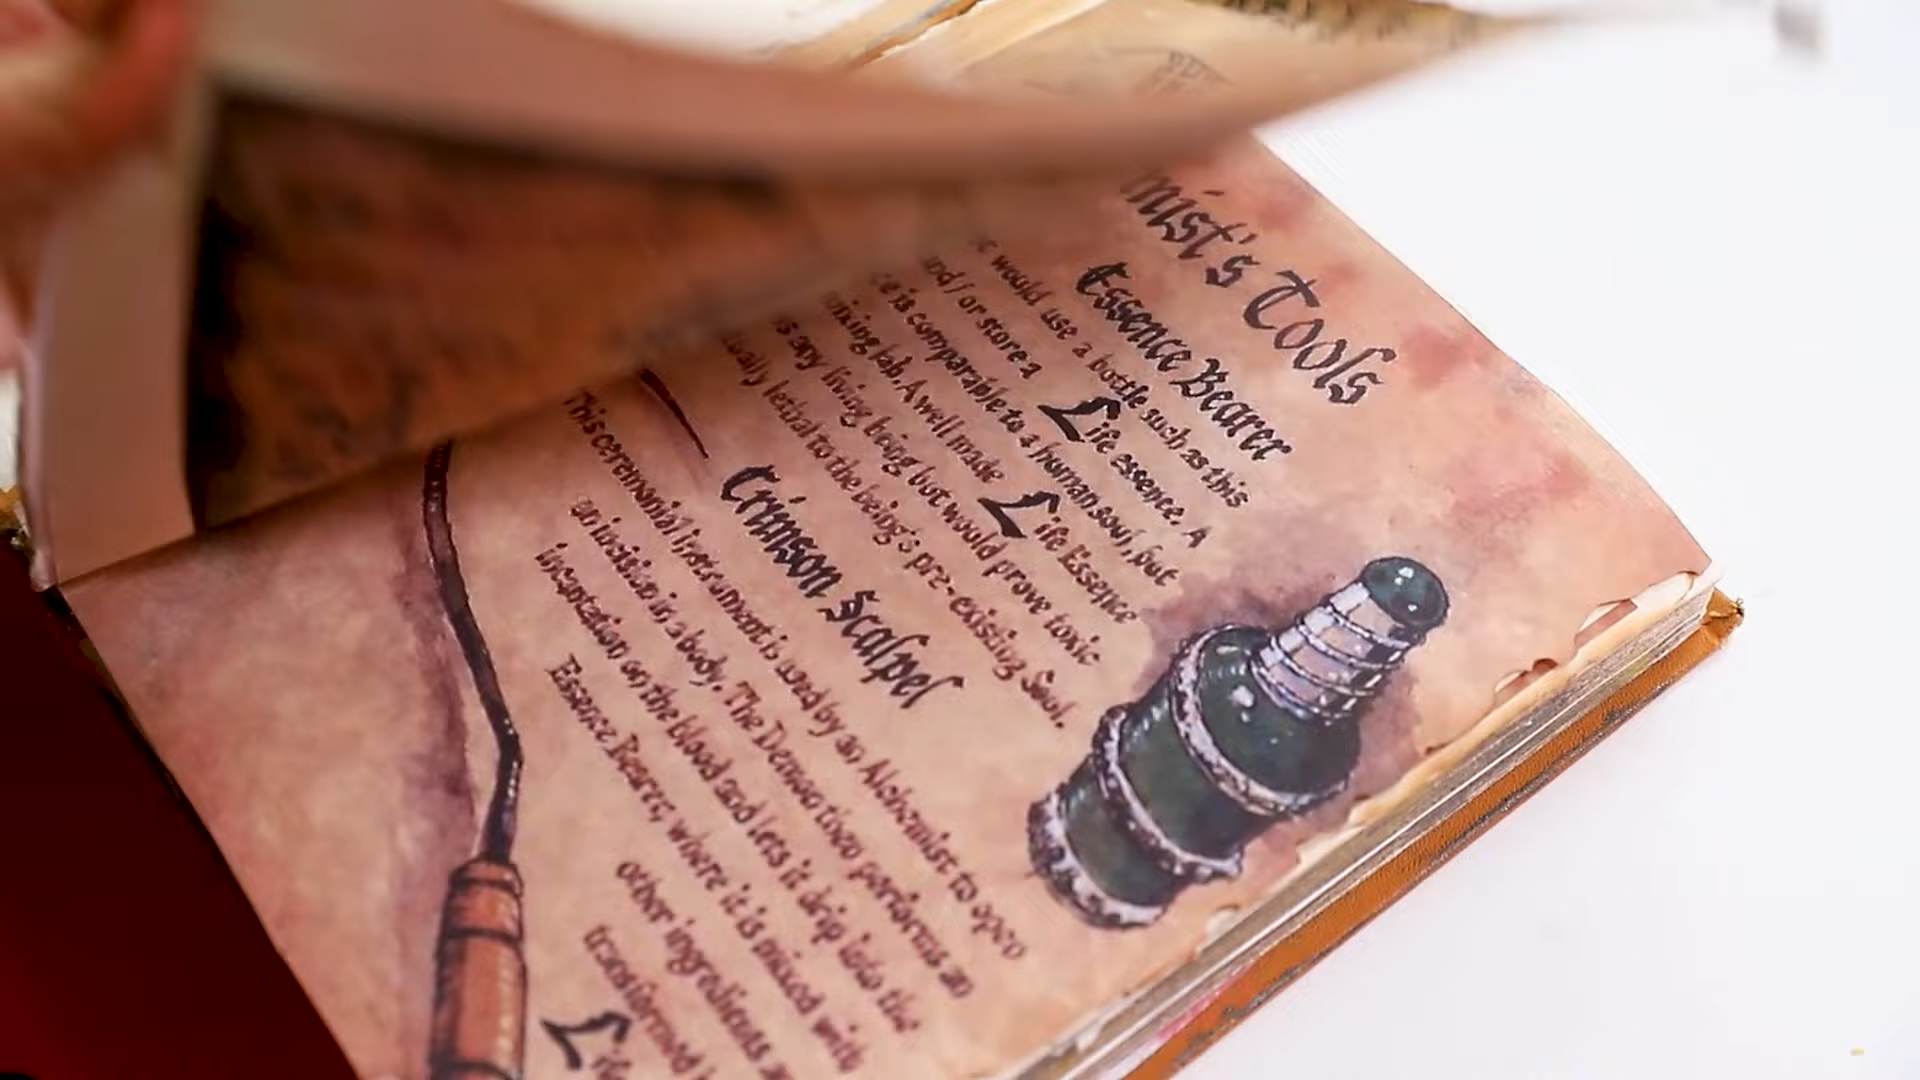 mist's Tools
Essence Bearer
would use a bottle such as this
and / or store a Life essence. A
is comparable to a human soul, but
mixing lab. A well made Life Essence
any living being but would prove toxic
lethal to the being's pre-existing Soul.
Crimson Scalpel
This ceremonial instrument is used by an Alchemist to open
an incision in a body. The Demon then performs an
incantation on the blood and lets it drip into the
Essence Bearer, where it is mixed with
other ingredients
transformed
Life